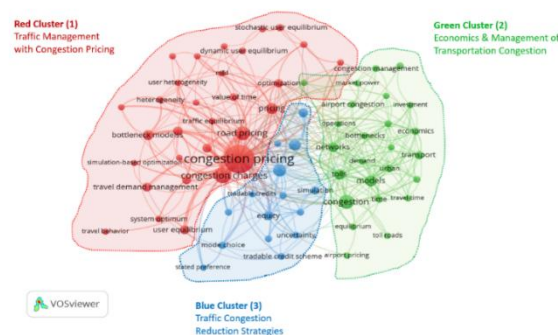 Red Cluster (1)
Traffic Management
with Congestion Pricing
Green Cluster (2)
Economics & Management of
Transportation Congestion
stochastic user equilibrium
dynamic user equilibrium
congestion management
market power
user heterogeneity
optimization
airport congestion
investment
heterogeneity
value of time
pricing
operations
economics
traffic equilibrium
bottleneck models
road pricing
bottlenecks
networks
transport
simulation-based optimization
congestion pricing
demand
models
congestion charges
travel demand management
tradable credits
simulation
congestion
travel time
system optimum
equity
equilibrium
toll roads
travel behavior
user equilibrium
uncertainty
mode choice
tradable credit scheme
airport pricing
stated preference
VOSviewer
Blue Cluster (3)
Traffic Congestion
Reduction Strategies